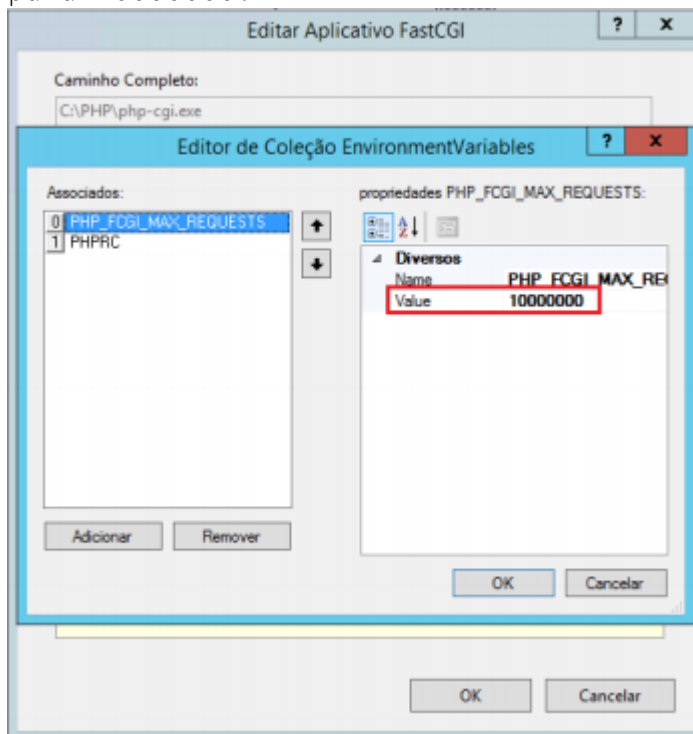 Editar Aplicativo FastCGI
? x
Caminho Completo:
C:\PHP\php-cgi.exe
Editor de Coleção EnvironmentVariables
? x
Associados:
0 PHP_FCGI_MAX_REQUESTS
1 PHPRC
propriedades PHP_FCGI_MAX_REQUESTS:
Diversos
Name PHP_FCGI_MAX_RE
Value 10000000
Adicionar Remover
OK Cancelar
OK Cancelar